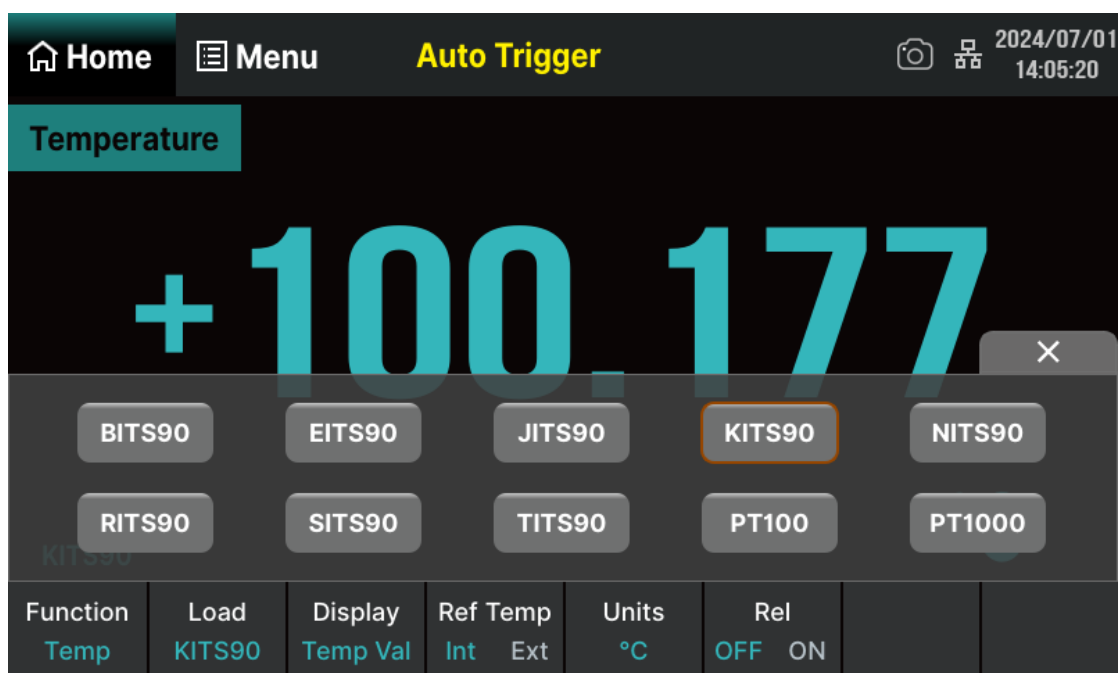 Home Menu Auto Trigger 2024/07/01
14:05:20
Temperature
+100.177
BITS90 EITS90 JITS90 KITS90 NITS90
RITS90 SITS90 TITS90 PT100 PT1000
KITS90
Function Load Display Ref Temp Units Rel
Temp KITS90 Temp Val Int Ext °C OFF ON